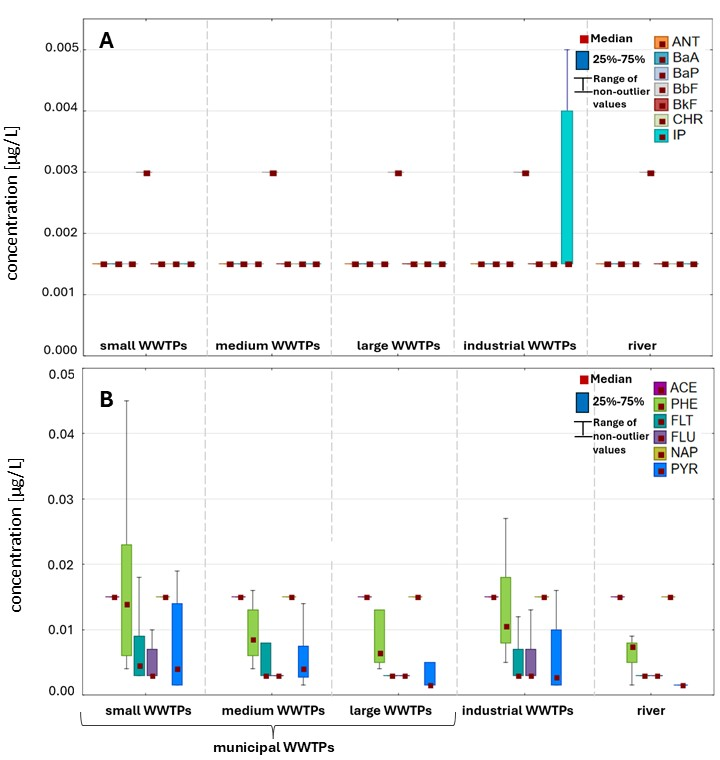 A
Median
25%-75%
Range of
non-outlier
values
ANT
BaA
BaP
BbF
BkF
CHR
IP
concentration [µg/L]
0.005
0.004
0.003
0.002
0.001
0.000
small WWTPs medium WWTPs large WWTPs industrial WWTPs river
B
Median
25%-75%
Range of
non-outlier
values
ACE
PHE
FLT
FLU
NAP
PYR
concentration [µg/L]
0.05
0.04
0.03
0.02
0.01
0.00
small WWTPs medium WWTPs large WWTPs industrial WWTPs river
municipal WWTPs